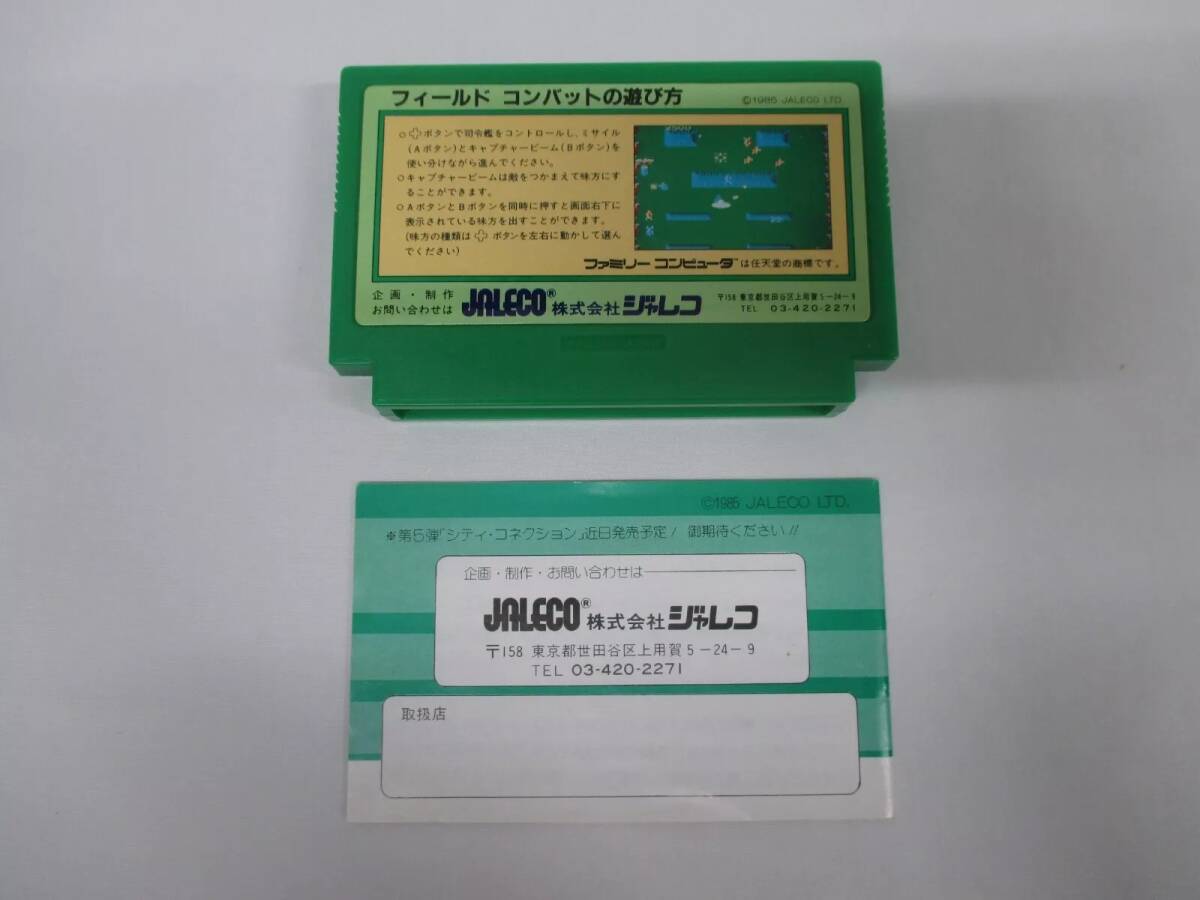 フィールド コンバットの遊び方
©1985 JALECO LTD.
○✚ボタンで司令艦をコントロールし、ミサイル
(Aボタン)とキャプチャービーム(Bボタン)を
使い分けながら進んでください。
○キャプチャービームは敵をつかまえて味方にす
ることができます。
○AボタンとBボタンを同時に押すと画面右下に
表示されている味方を出すことができます。
(味方の種類は✚ボタンを左右に動かして選ん
でください)
2500
ファミリー コンピュータ™は任天堂の商標です。
企画・制作
お問い合わせは
JALECO® 株式会社ジャレコ
〒158 東京都世田谷区上用賀5-24-9
TEL 03-420-2271
©1985 JALECO LTD.
※第5弾「シティ・コネクション」近日発売予定! 御期待ください!!
企画・制作・お問い合わせは
JALECO® 株式会社ジャレコ
〒158 東京都世田谷区上用賀5-24-9
TEL 03-420-2271
取扱店